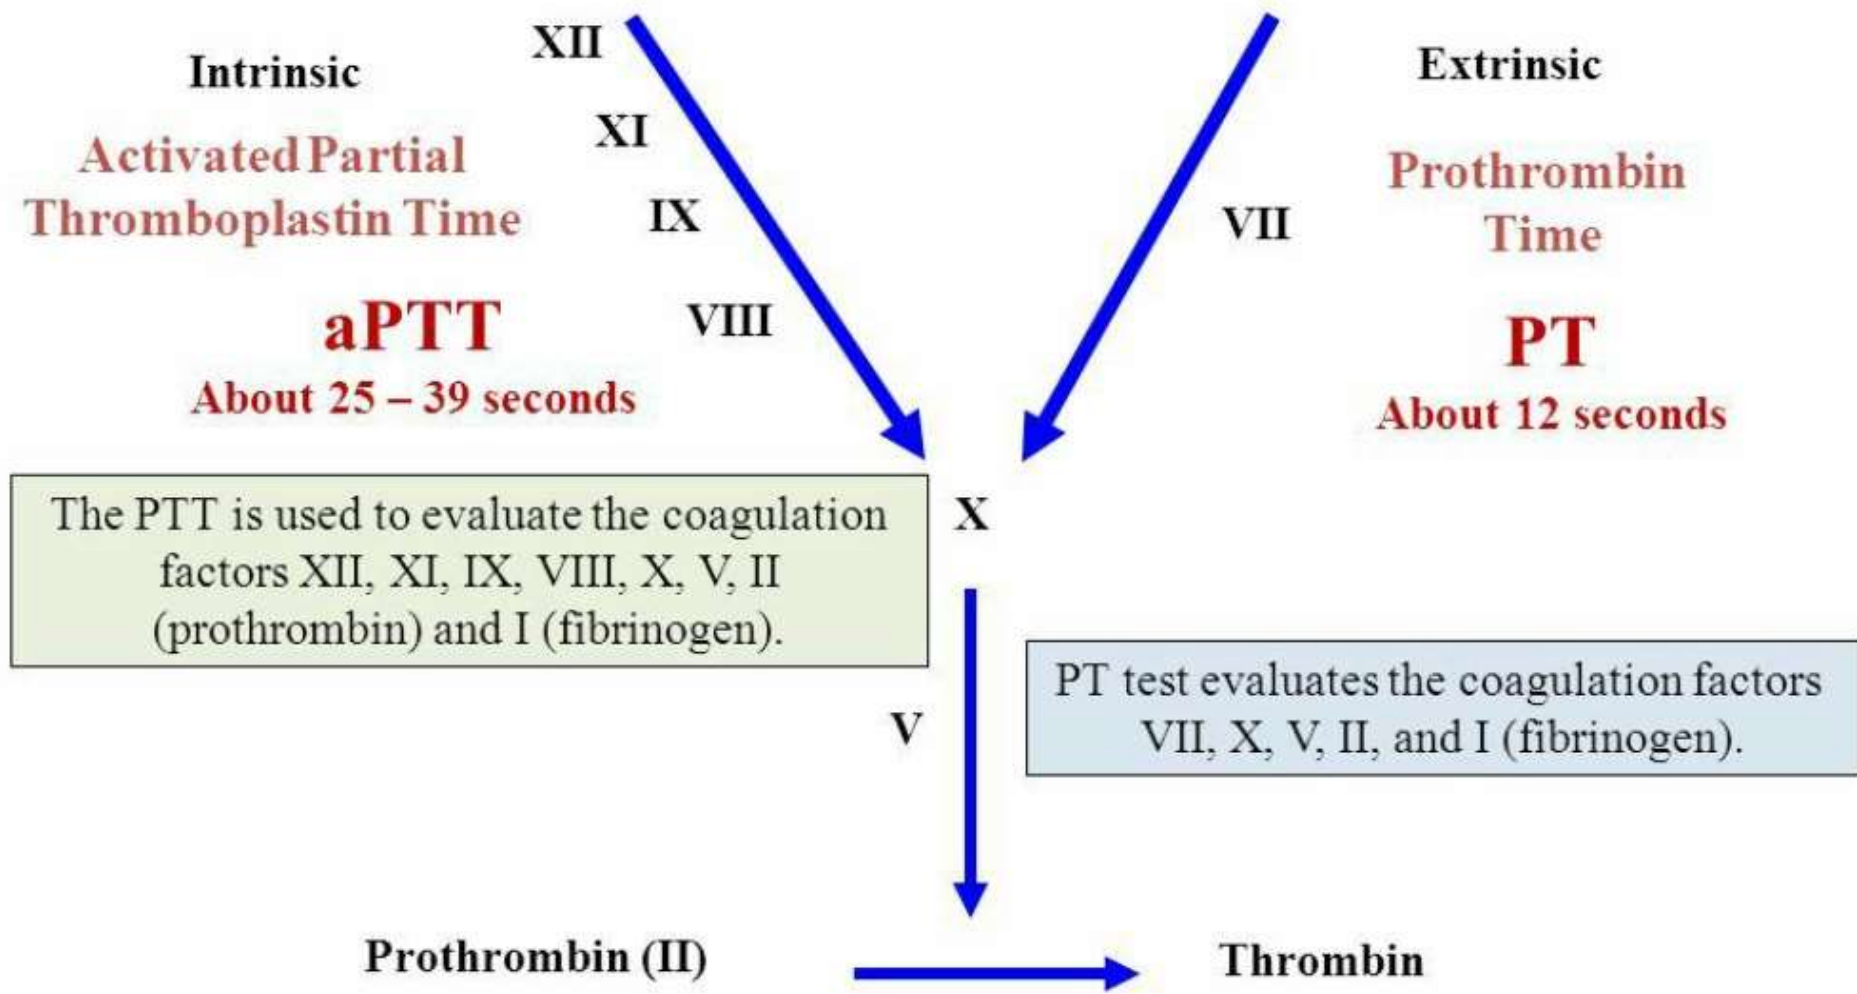 Intrinsic
Activated Partial
Thromboplastin Time
aPTT
About 25 – 39 seconds
XII
XI
IX
VIII
Extrinsic
Prothrombin
Time
PT
About 12 seconds
VII
The PTT is used to evaluate the coagulation
factors XII, XI, IX, VIII, X, V, II
(prothrombin) and I (fibrinogen).
X
PT test evaluates the coagulation factors
VII, X, V, II, and I (fibrinogen).
V
Prothrombin (II)
Thrombin